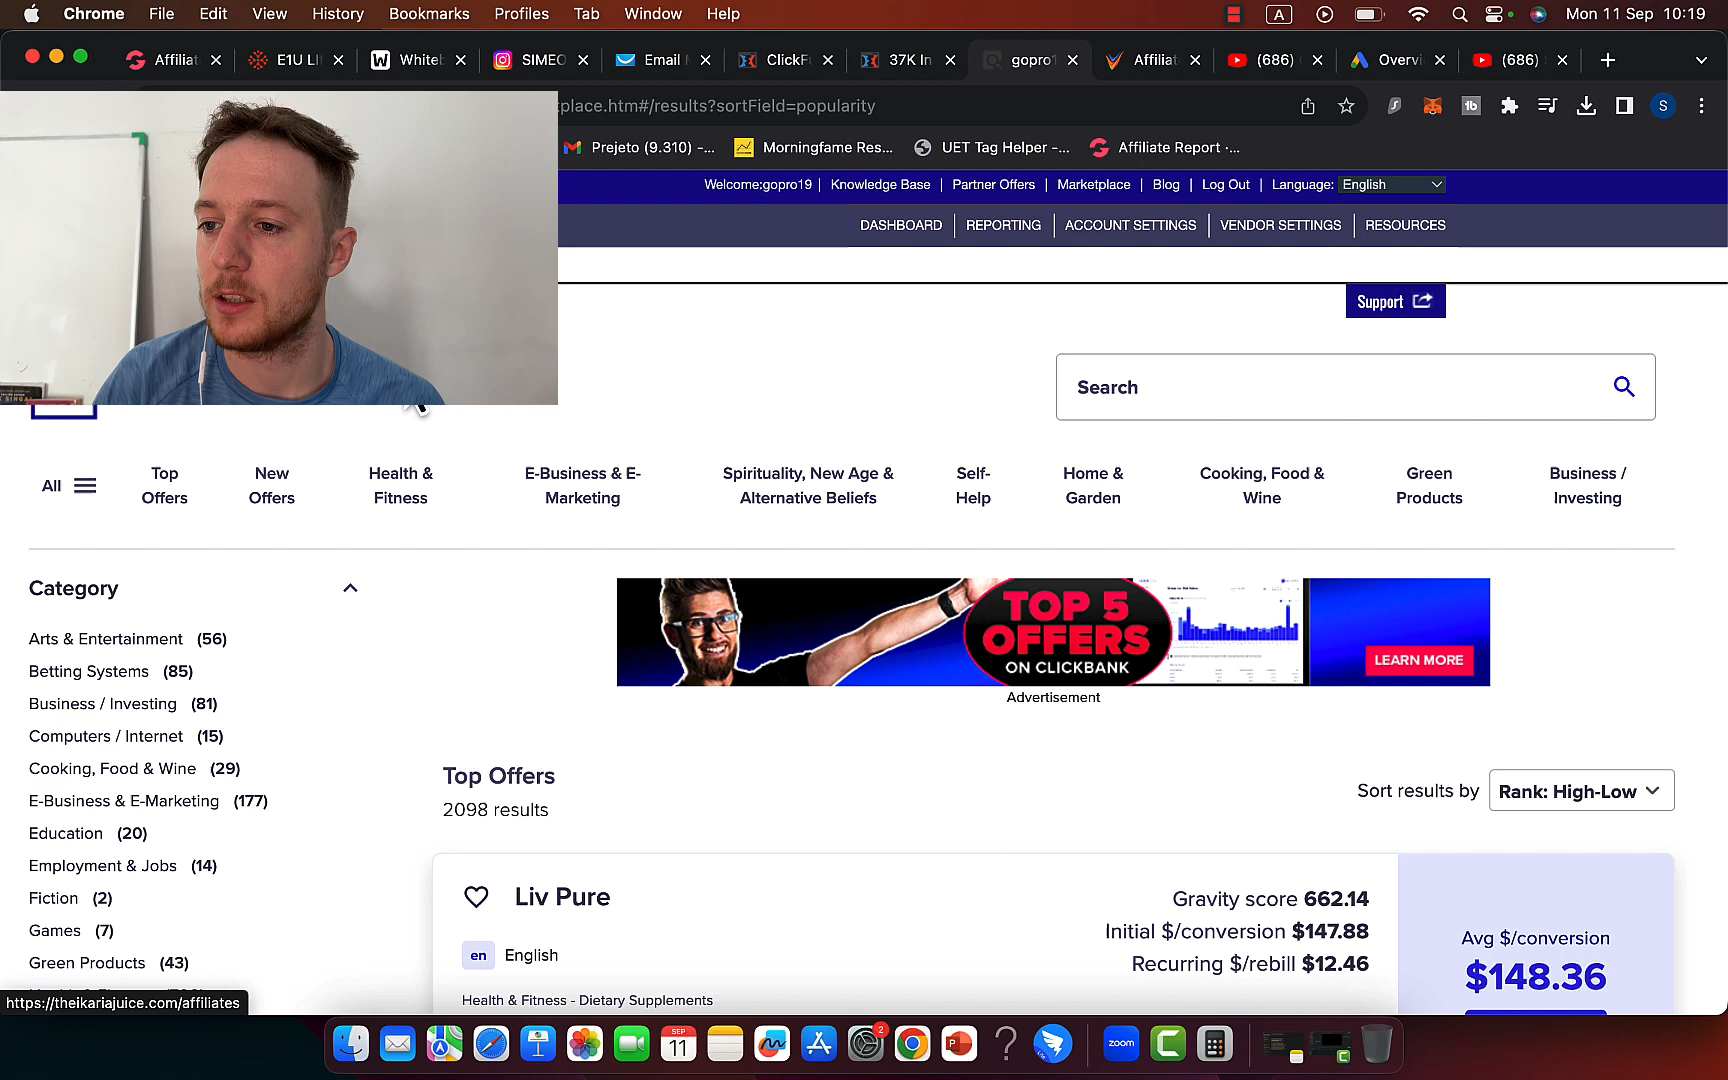 Chrome File Edit View History Bookmarks Profiles Tab Window Help A Mon 11 Sep 10:19
Affilia E1U LI Whiteb SIMEO Email ClickFu 37K In gopro1 Affilia (686) Overvi (686)
place.htm#/results?sortField=popularity S
Prejeto (9.310) -... Morningfame Res... UET Tag Helper -... Affiliate Report -...
Welcome:gopro19 | Knowledge Base | Partner Offers | Marketplace | Blog | Log Out | Language: English
DASHBOARD REPORTING ACCOUNT SETTINGS VENDOR SETTINGS RESOURCES
Support
Search
All
Top Offers
New Offers
Health & Fitness
E-Business & E-Marketing
Spirituality, New Age & Alternative Beliefs
Self-Help
Home & Garden
Cooking, Food & Wine
Green Products
Business / Investing
Category
Arts & Entertainment (56)
Betting Systems (85)
Business / Investing (81)
Computers / Internet (15)
Cooking, Food & Wine (29)
E-Business & E-Marketing (177)
Education (20)
Employment & Jobs (14)
Fiction (2)
Games (7)
Green Products (43)
https://theikariajuice.com/affiliates
TOP 5
OFFERS
ON CLICKBANK
LEARN MORE
Advertisement
Top Offers
2098 results
Sort results by Rank: High-Low
Liv Pure
en English
Health & Fitness - Dietary Supplements
Gravity score 662.14
Initial $/conversion $147.88
Recurring $/rebill $12.46
Avg $/conversion
$148.36
SEP
11
2
zoom